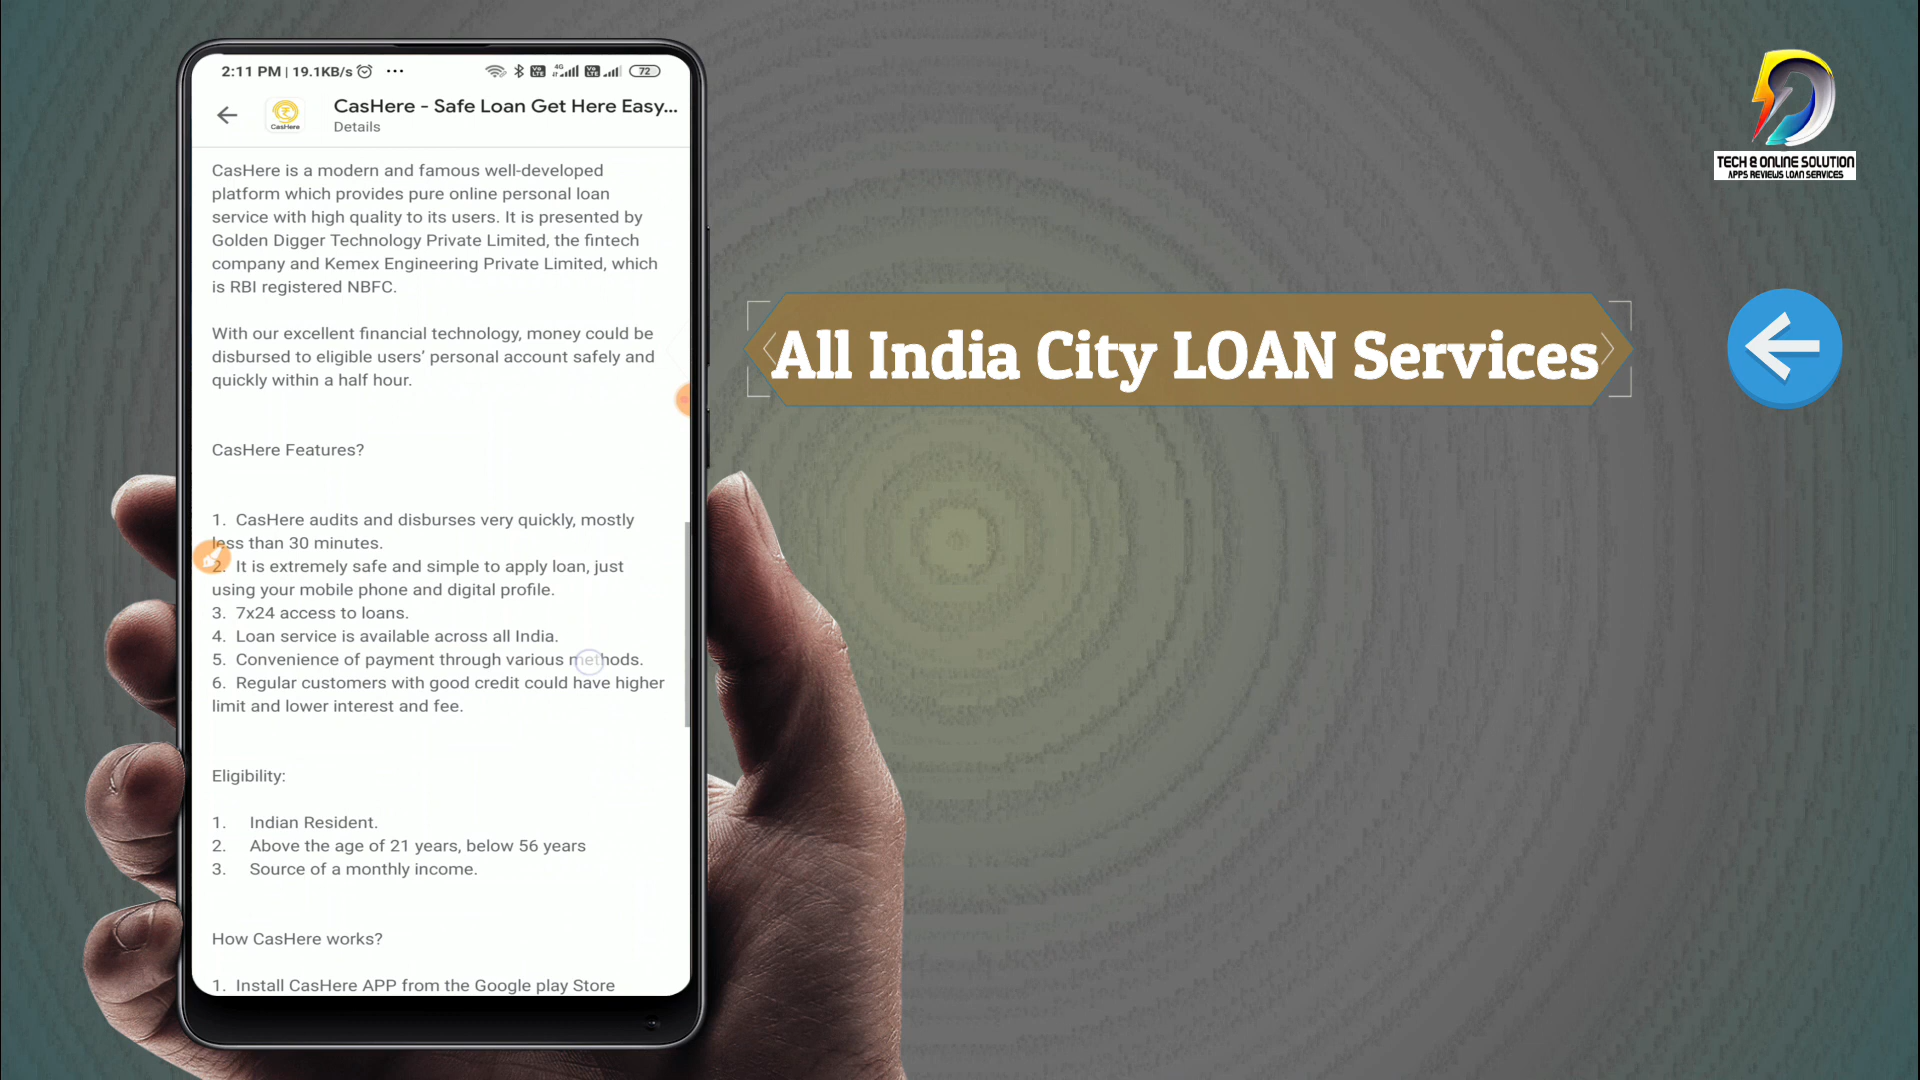 2:11 PM | 19.1KB/s ... Vo LTE 4G Vo LTE 72
CasHere
CasHere - Safe Loan Get Here Easy...
Details
CasHere is a modern and famous well-developed
platform which provides pure online personal loan
service with high quality to its users. It is presented by
Golden Digger Technology Private Limited, the fintech
company and Kemex Engineering Private Limited, which
is RBI registered NBFC.
With our excellent financial technology, money could be
disbursed to eligible users’ personal account safely and
quickly within a half hour.
CasHere Features?
1. CasHere audits and disburses very quickly, mostly
less than 30 minutes.
2. It is extremely safe and simple to apply loan, just
using your mobile phone and digital profile.
3. 7x24 access to loans.
4. Loan service is available across all India.
5. Convenience of payment through various methods.
6. Regular customers with good credit could have higher
limit and lower interest and fee.
Eligibility:
1. Indian Resident.
2. Above the age of 21 years, below 56 years
3. Source of a monthly income.
How CasHere works?
1. Install CasHere APP from the Google play Store
All India City LOAN Services
TECH & ONLINE SOLUTION
APPS REVIEWS LOAN SERVICES